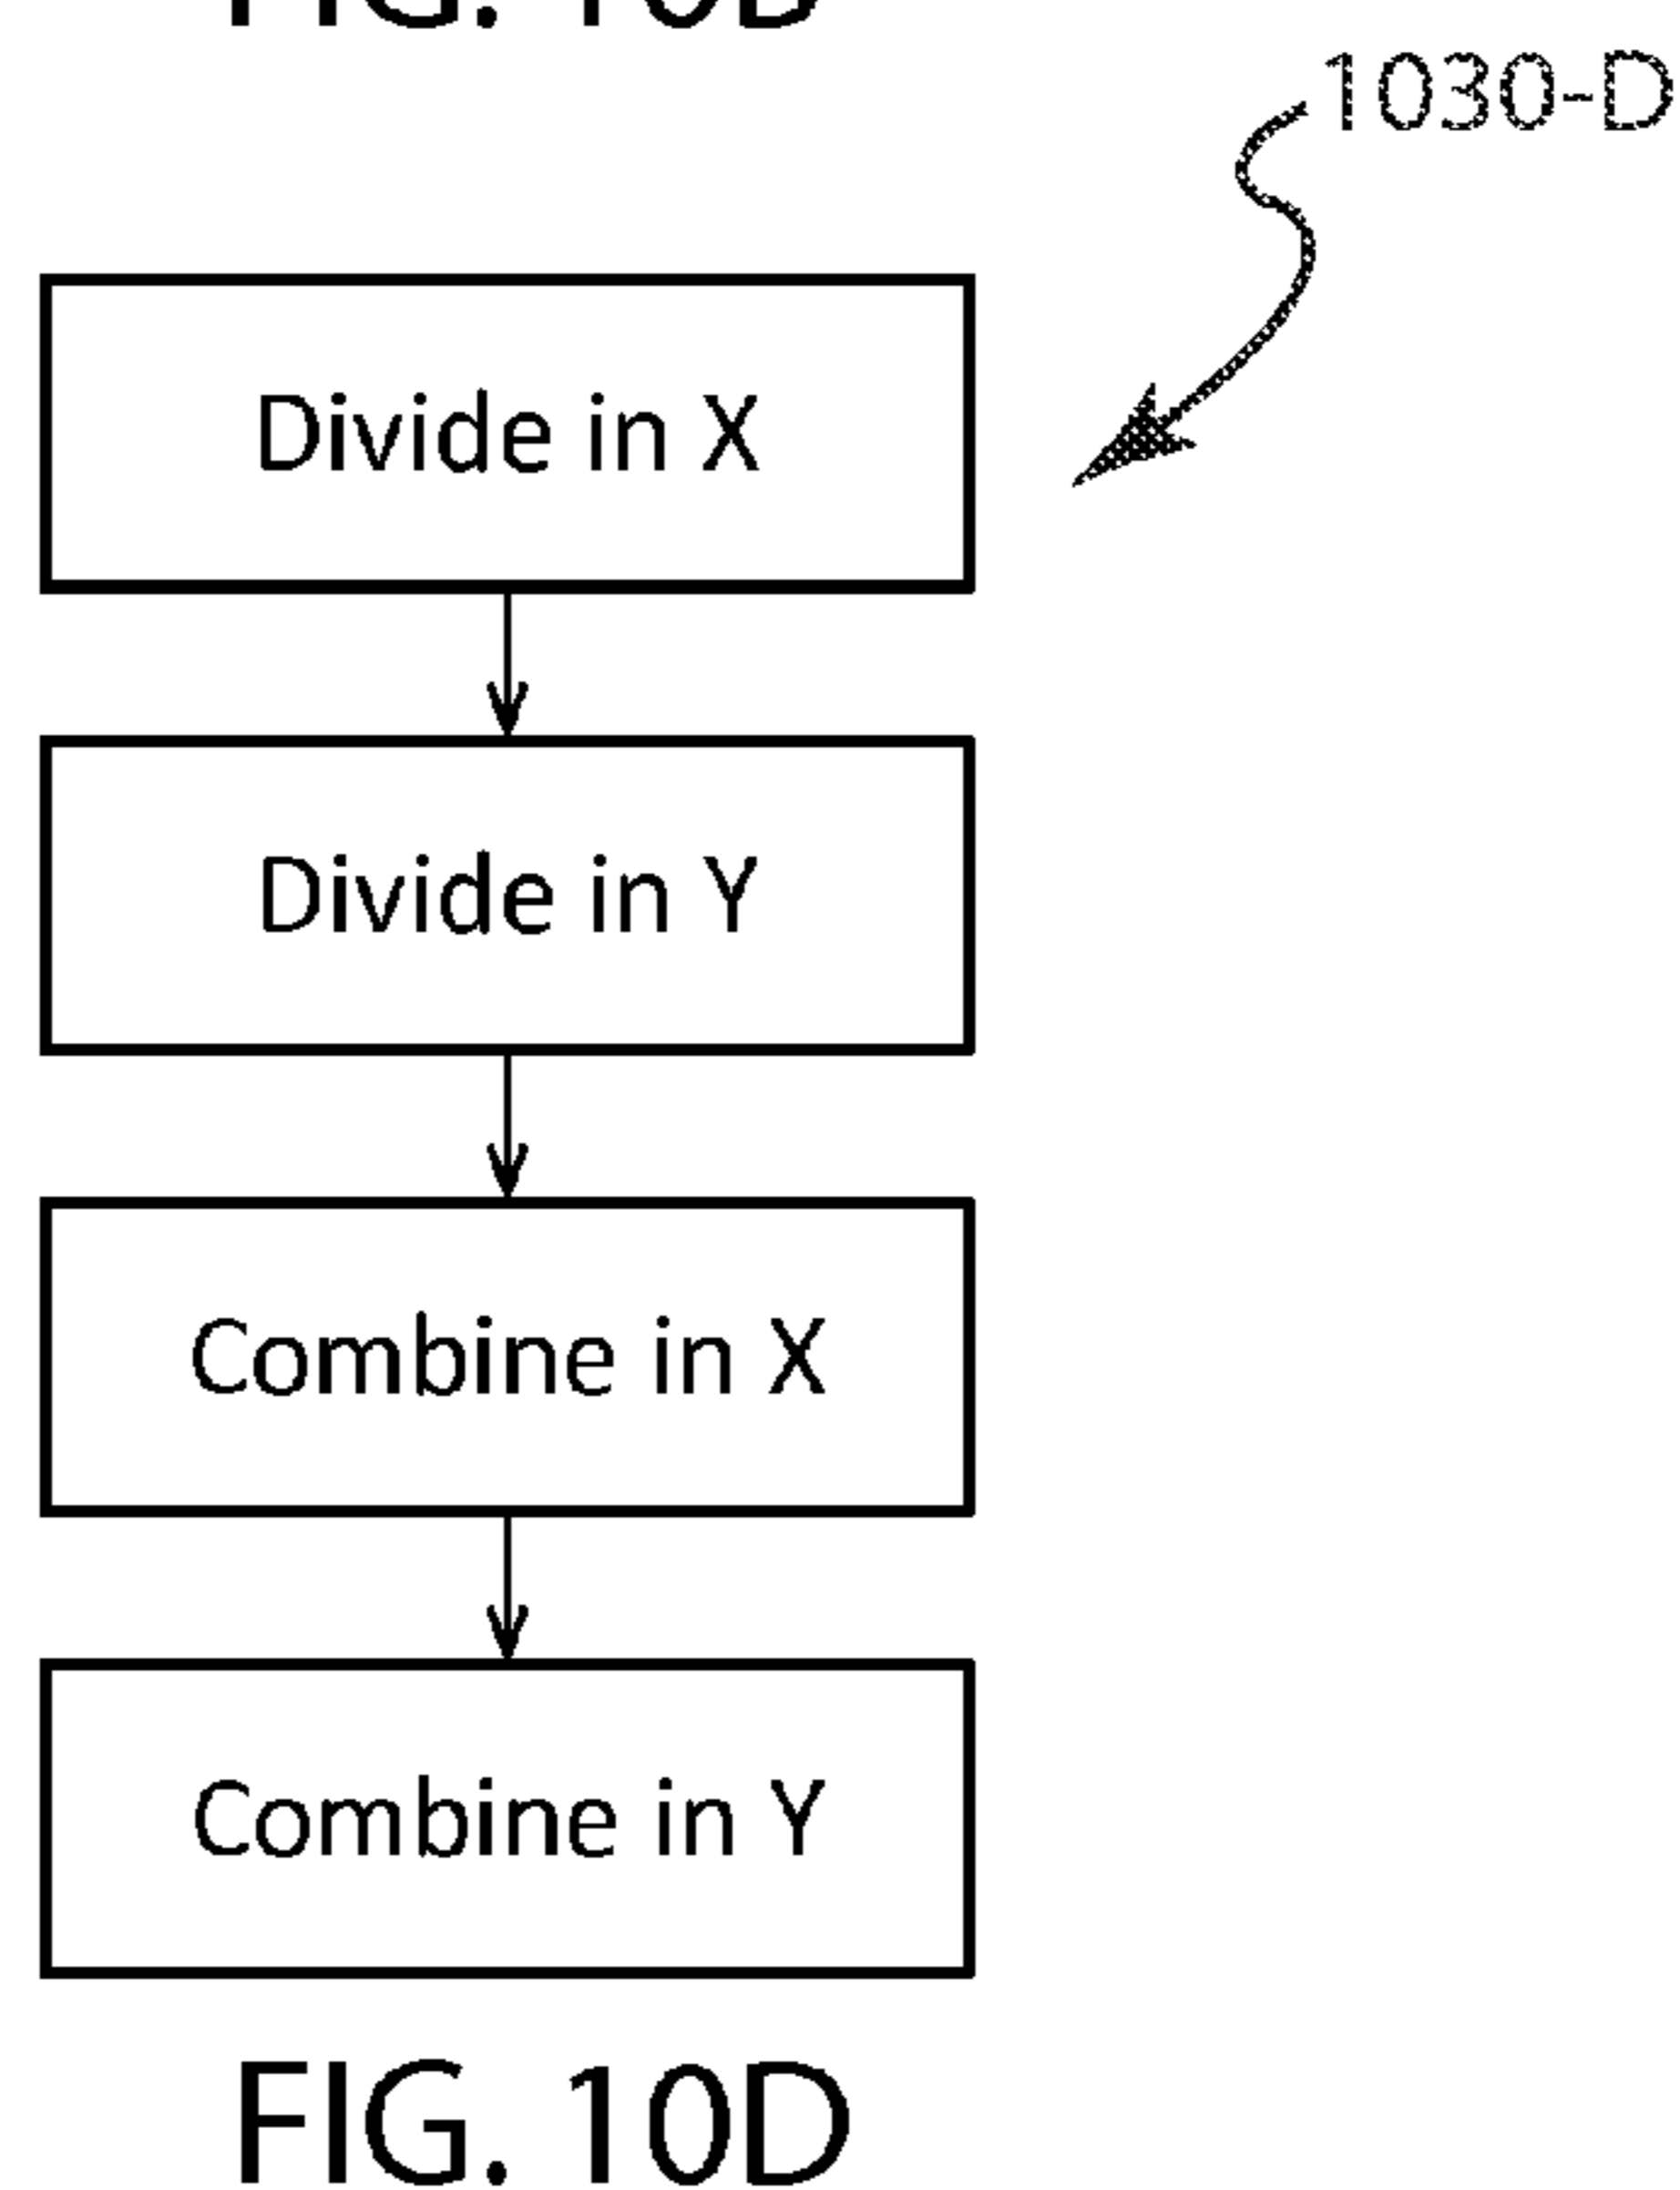 1030-D
Divide in X
Divide in Y
Combine in X
Combine in Y
FIG. 10D